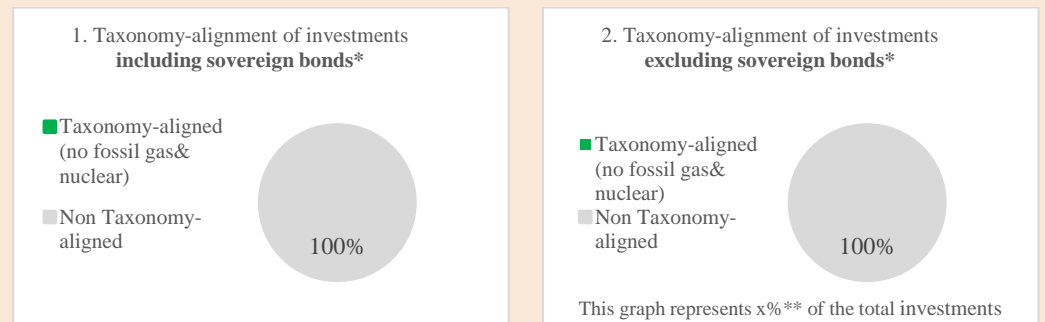 1. Taxonomy-alignment of investments
including sovereign bonds*
Taxonomy-aligned
(no fossil gas&
nuclear)
Non Taxonomy-
aligned
100%
2. Taxonomy-alignment of investments
excluding sovereign bonds*
Taxonomy-aligned
(no fossil gas&
nuclear)
Non Taxonomy-
aligned
100%
This graph represents x%** of the total investments